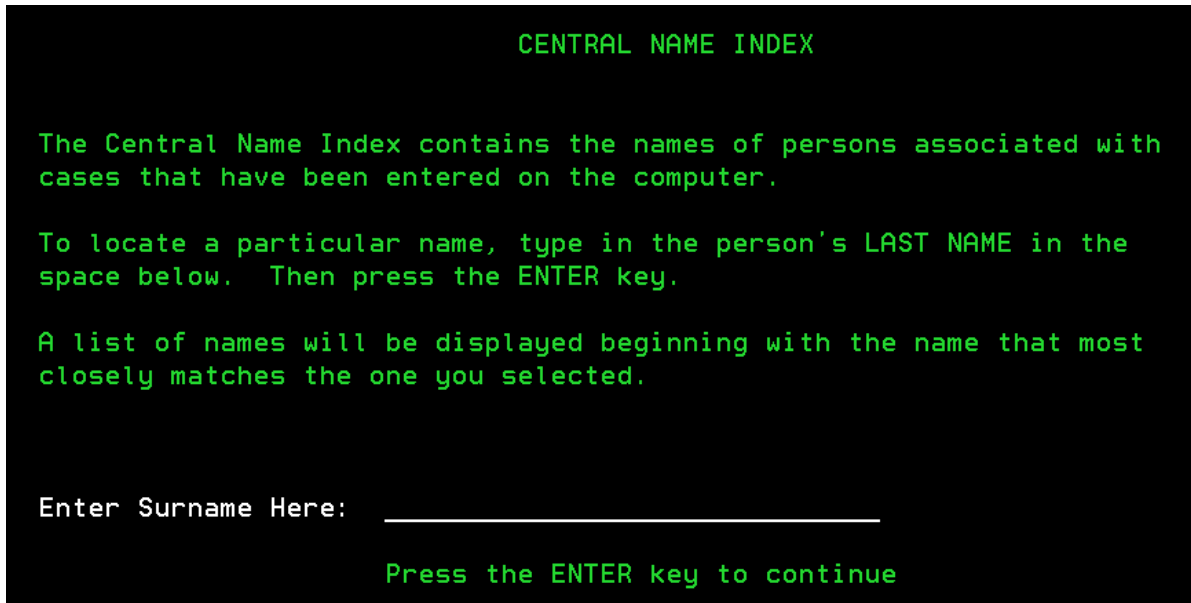 CENTRAL NAME INDEX
The Central Name Index contains the names of persons associated with
cases that have been entered on the computer.
To locate a particular name, type in the person's LAST NAME in the
space below.  Then press the ENTER key.
A list of names will be displayed beginning with the name that most
closely matches the one you selected.
Enter Surname Here:
Press the ENTER key to continue